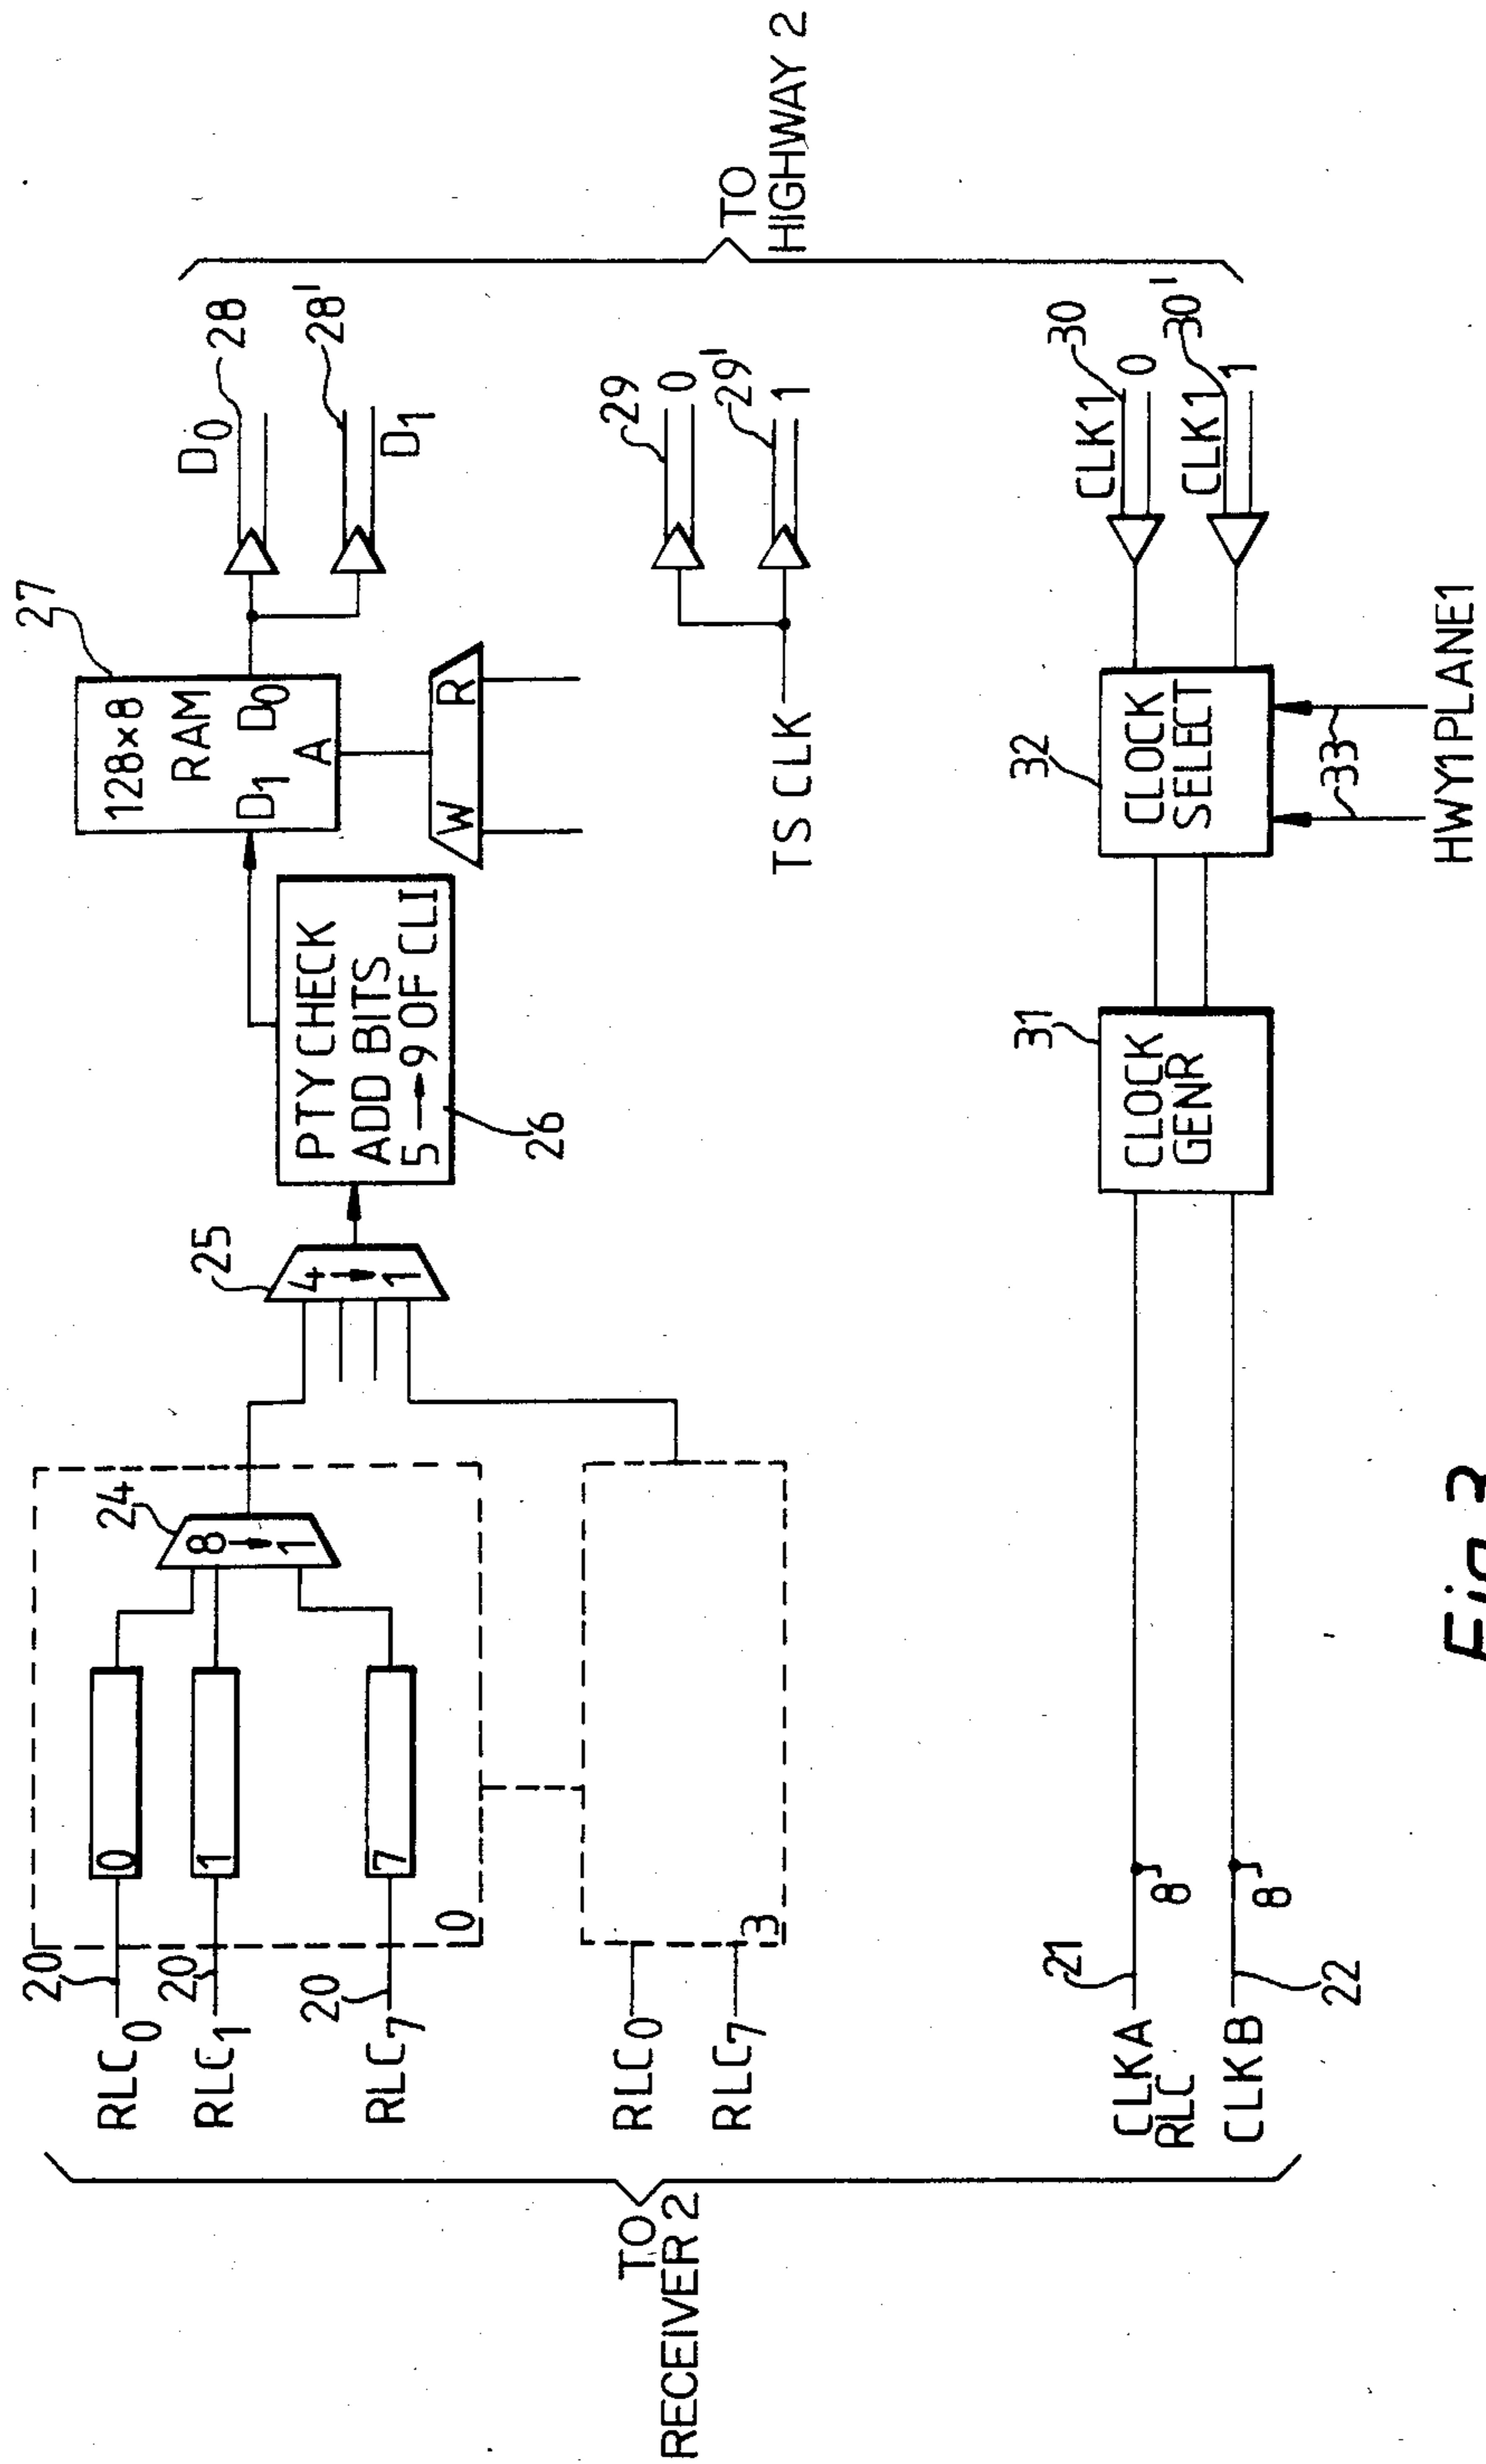 TO
RECEIVER 2
RLC0
RLC1
RLC7
20
20
20
0
1
7
0
24
8→1
RLC0
RLC7
3
25
4→1
PTY CHECK
ADD BITS
5→9 OF CLI
26
27
128×8
RAM
D1 D0
A
W R
D0
28
28'
D1
TS CLK
29
0
29'
1
CLKA
RLC
CLKB
21
22
8
8
31
CLOCK
GENR
32
CLOCK
SELECT
33
HWY1PLANE1
CLK1
30
0
CLK1
30'
1
TO
HIGHWAY 2